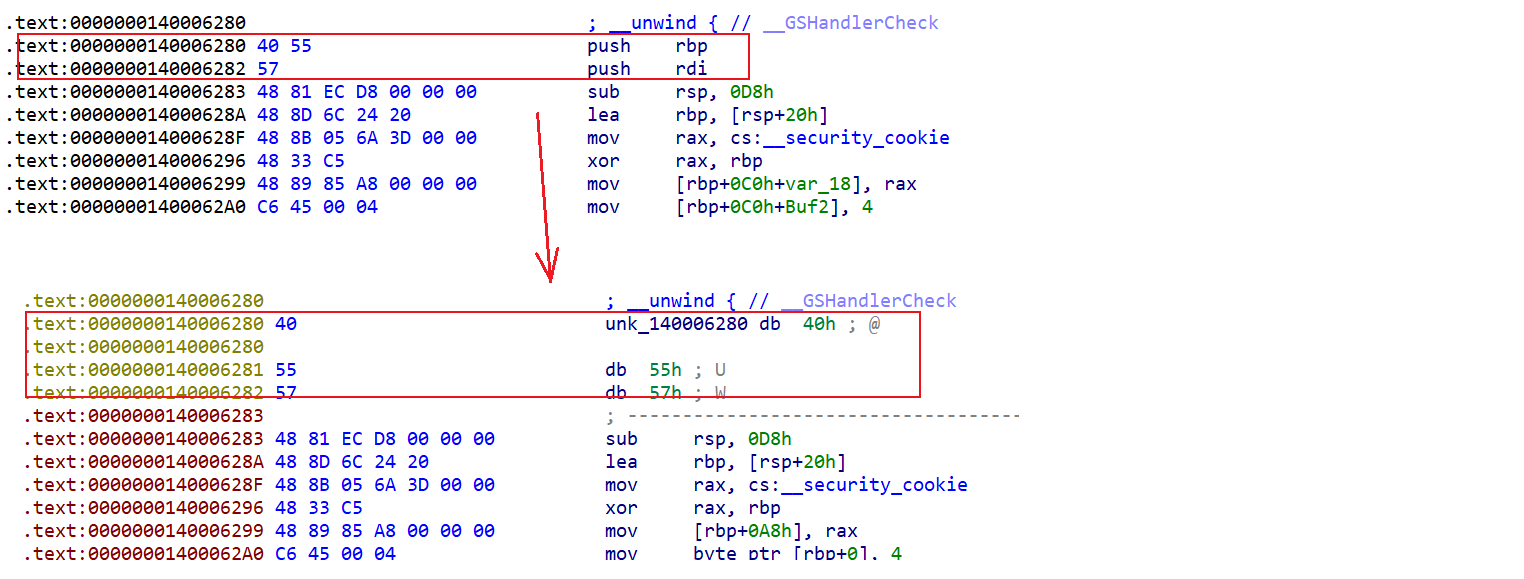 .text:0000000140006280 ; __unwind { // __GSHandlerCheck
.text:0000000140006280 40 55 push rbp
.text:0000000140006282 57 push rdi
.text:0000000140006283 48 81 EC D8 00 00 00 sub rsp, 0D8h
.text:000000014000628A 48 8D 6C 24 20 lea rbp, [rsp+20h]
.text:000000014000628F 48 8B 05 6A 3D 00 00 mov rax, cs:__security_cookie
.text:0000000140006296 48 33 C5 xor rax, rbp
.text:0000000140006299 48 89 85 A8 00 00 00 mov [rbp+0C0h+var_18], rax
.text:00000001400062A0 C6 45 00 04 mov [rbp+0C0h+Buf2], 4
.text:0000000140006280 ; __unwind { // __GSHandlerCheck
.text:0000000140006280 40 unk_140006280 db 40h ; @
.text:0000000140006280
.text:0000000140006281 55 db 55h ; U
.text:0000000140006282 57 db 57h ; W
.text:0000000140006283 ; ------------------------------------
.text:0000000140006283 48 81 EC D8 00 00 00 sub rsp, 0D8h
.text:000000014000628A 48 8D 6C 24 20 lea rbp, [rsp+20h]
.text:000000014000628F 48 8B 05 6A 3D 00 00 mov rax, cs:__security_cookie
.text:0000000140006296 48 33 C5 xor rax, rbp
.text:0000000140006299 48 89 85 A8 00 00 00 mov [rbp+0A8h], rax
.text:00000001400062A0 C6 45 00 04 mov byte ptr [rbp+0], 4